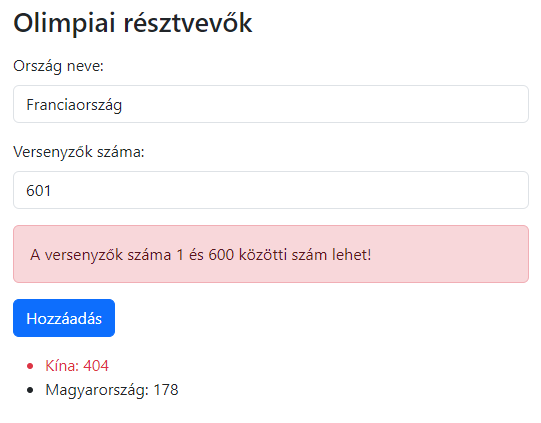 Olimpiai résztvevők
Ország neve:
Franciaország
Versenyzők száma:
601
A versenyzők száma 1 és 600 közötti szám lehet!
Hozzáadás
Kína: 404
Magyarország: 178